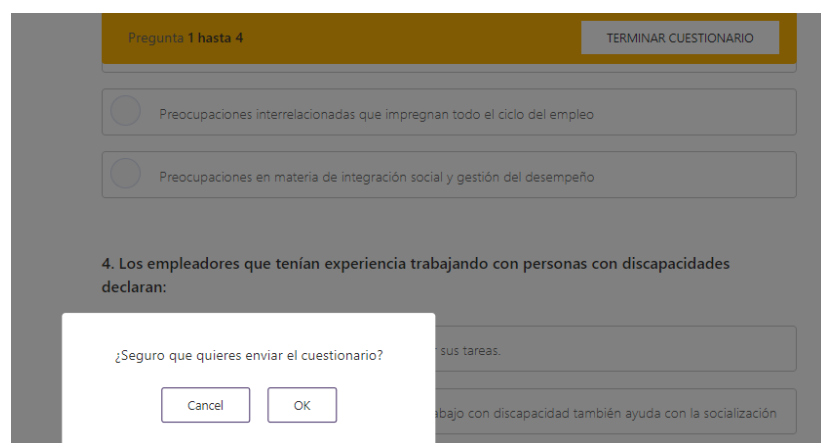 Pregunta 1 hasta 4
TERMINAR CUESTIONARIO
Preocupaciones interrelacionadas que impregnan todo el ciclo del empleo
Preocupaciones en materia de integración social y gestión del desempeño
4. Los empleadores que tenían experiencia trabajando con personas con discapacidades
declaran:
sus tareas.
¿Seguro que quieres enviar el cuestionario?
Cancel
OK
con discapacidad también ayuda con la socialización